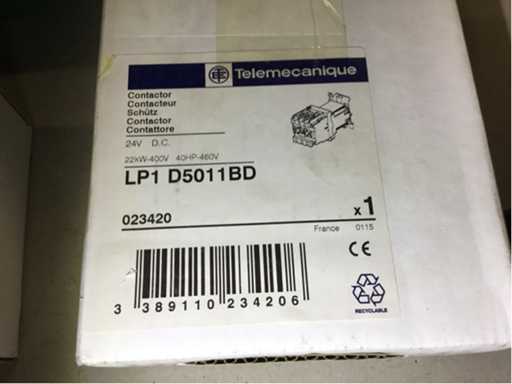 Telemecanique
Contactor
Contacteur
Schütz
Contactor
Contattore
24V D.C.
22kW-400V 40HP-460V
LP1 D5011BD
023420
x1
France 0115
CE
3 389110 234206
RECYCLABLE